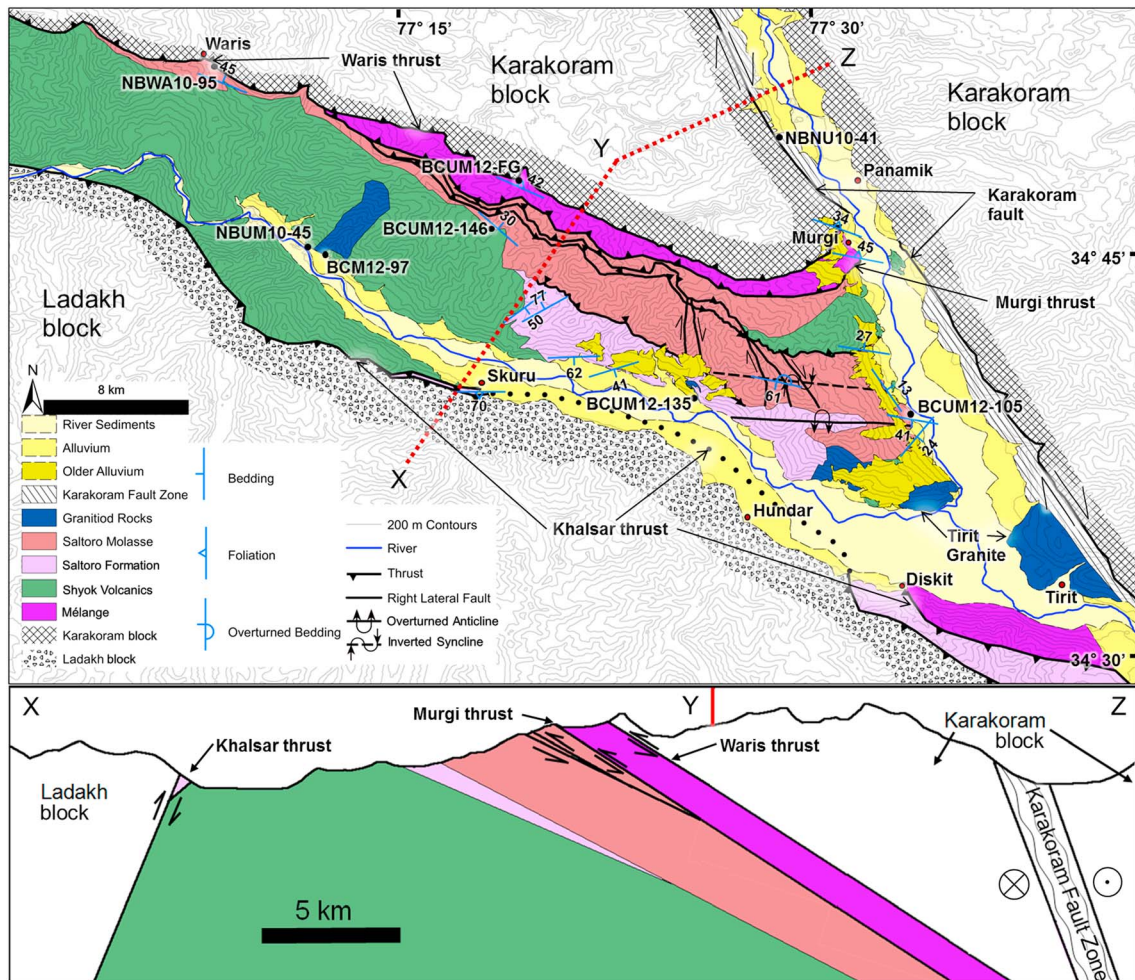 77° 15'
77° 30'
Waris
45
Waris thrust
NBWA10-95
Karakoram
block
Z
Karakoram
block
Y
NBNU10-41
BCUM12-FG
42
Panamik
Karakoram
fault
30
BCUM12-146
34
Murgi
45
NBUM10-45
BCM12-97
34° 45'
Murgi thrust
Ladakh
block
77
50
27
N
8 km
Skuru
62
41
61
13
70
BCUM12-135
BCUM12-105
41
24
X
River Sediments
Alluvium
Older Alluvium
Karakoram Fault Zone
Granitiod Rocks
Saltoro Molasse
Saltoro Formation
Shyok Volcanics
Mélange
Karakoram block
Ladakh block
Bedding
Foliation
Overturned Bedding
200 m Contours
River
Thrust
Right Lateral Fault
Overturned Anticline
Inverted Syncline
Khalsar thrust
Hundar
Tirit
Granite
Diskit
Tirit
34° 30'
X
Y
Z
Murgi thrust
Khalsar thrust
Waris thrust
Karakoram
block
Ladakh
block
Karakoram Fault Zone
5 km